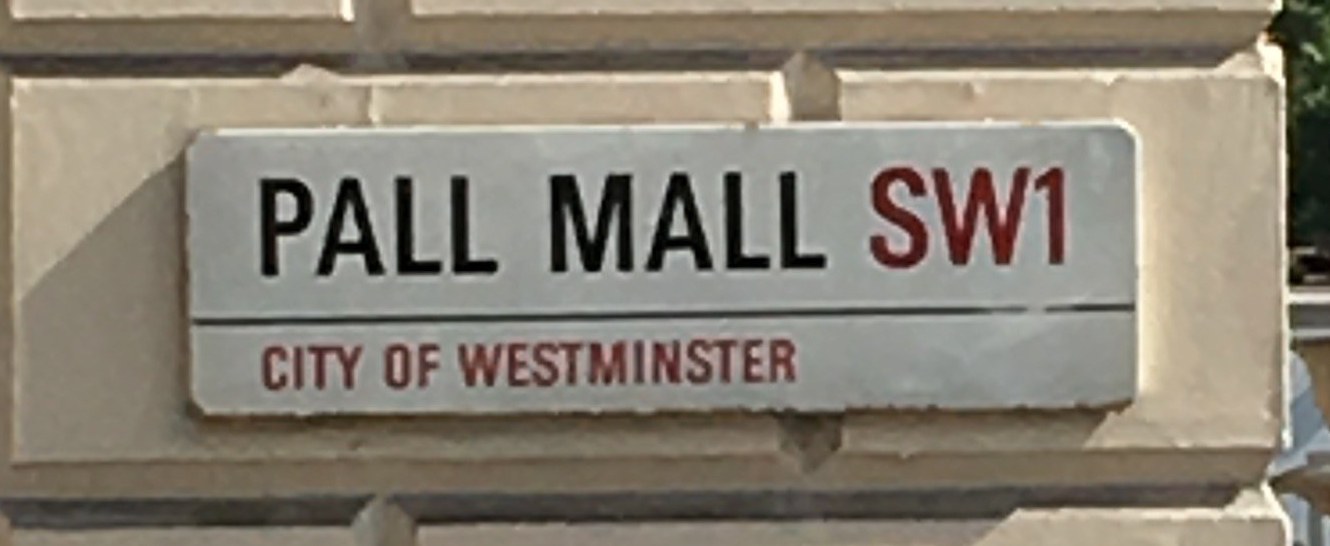 PALL MALL SW1
CITY OF WESTMINSTER